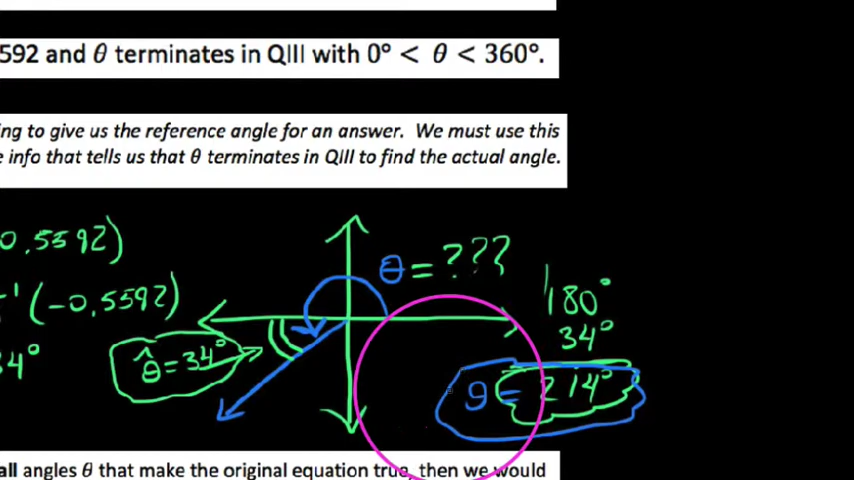 592 and θ terminates in QIII with 0° < θ < 360°.
ing to give us the reference angle for an answer. We must use this
e info that tells us that θ terminates in QIII to find the actual angle.
0.5592)
θ = ???
180°
(-0.5592)
34°
4°
θ̂ = 34°
θ = 214°
all angles θ that make the original equation true, then we would